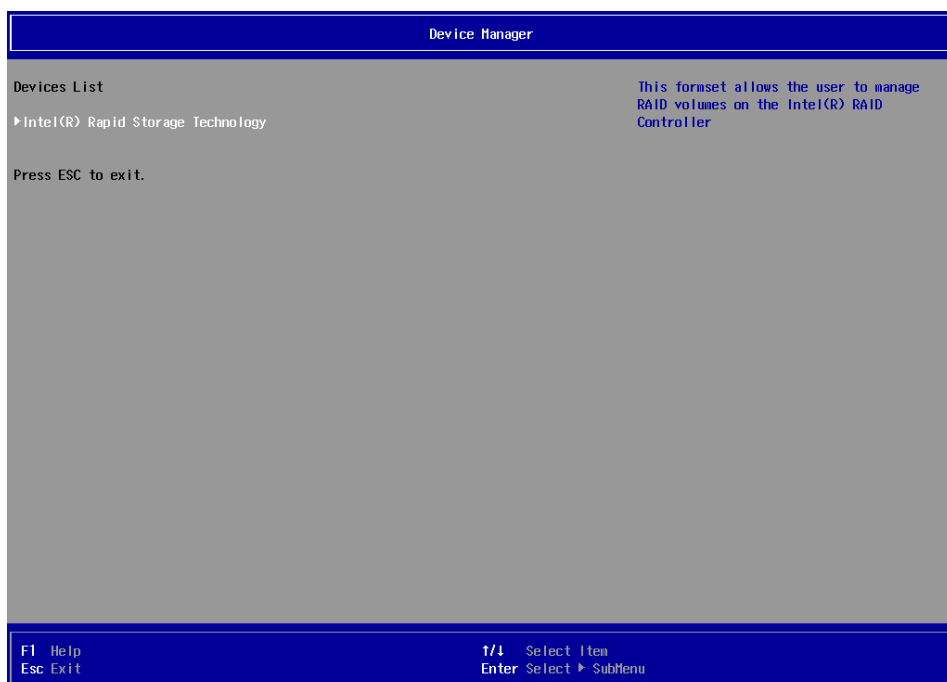 Device Manager
Devices List
▶Intel(R) Rapid Storage Technology
Press ESC to exit.
This formset allows the user to manage
RAID volumes on the Intel(R) RAID
Controller
F1 Help
Esc Exit
↑/↓ Select Item
Enter Select ▶ SubMenu